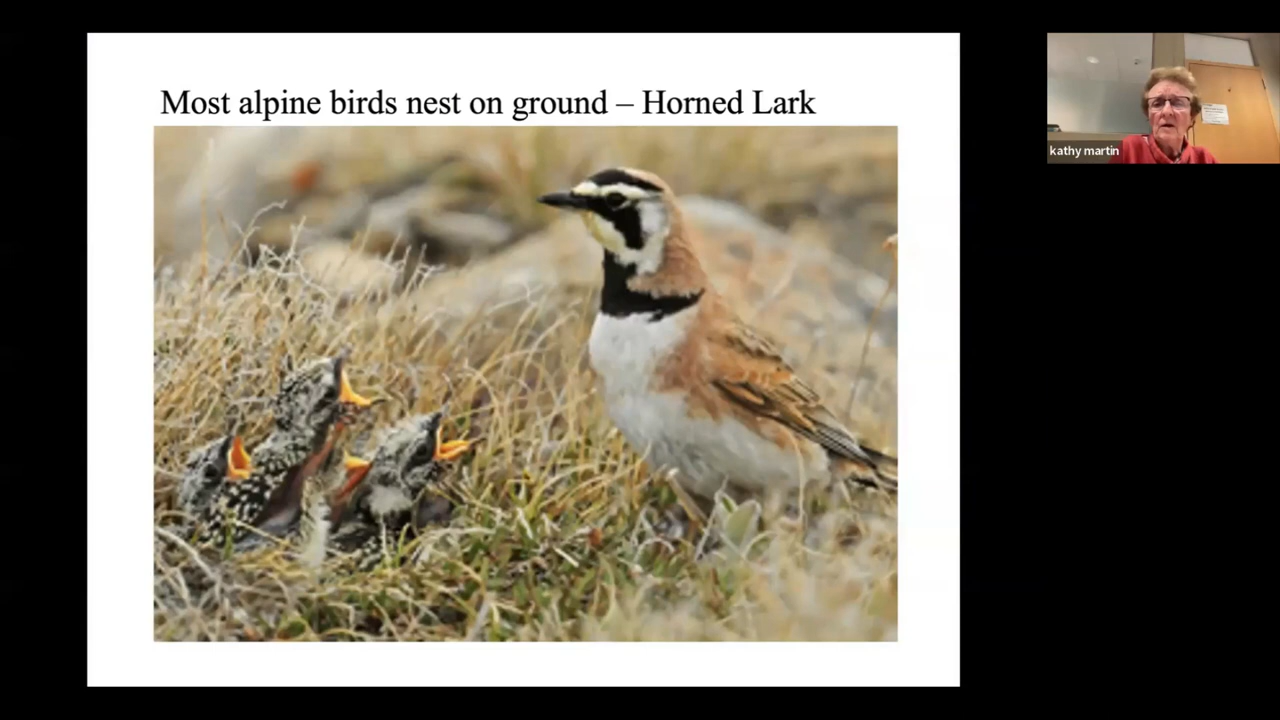 Most alpine birds nest on ground – Horned Lark
kathy martin